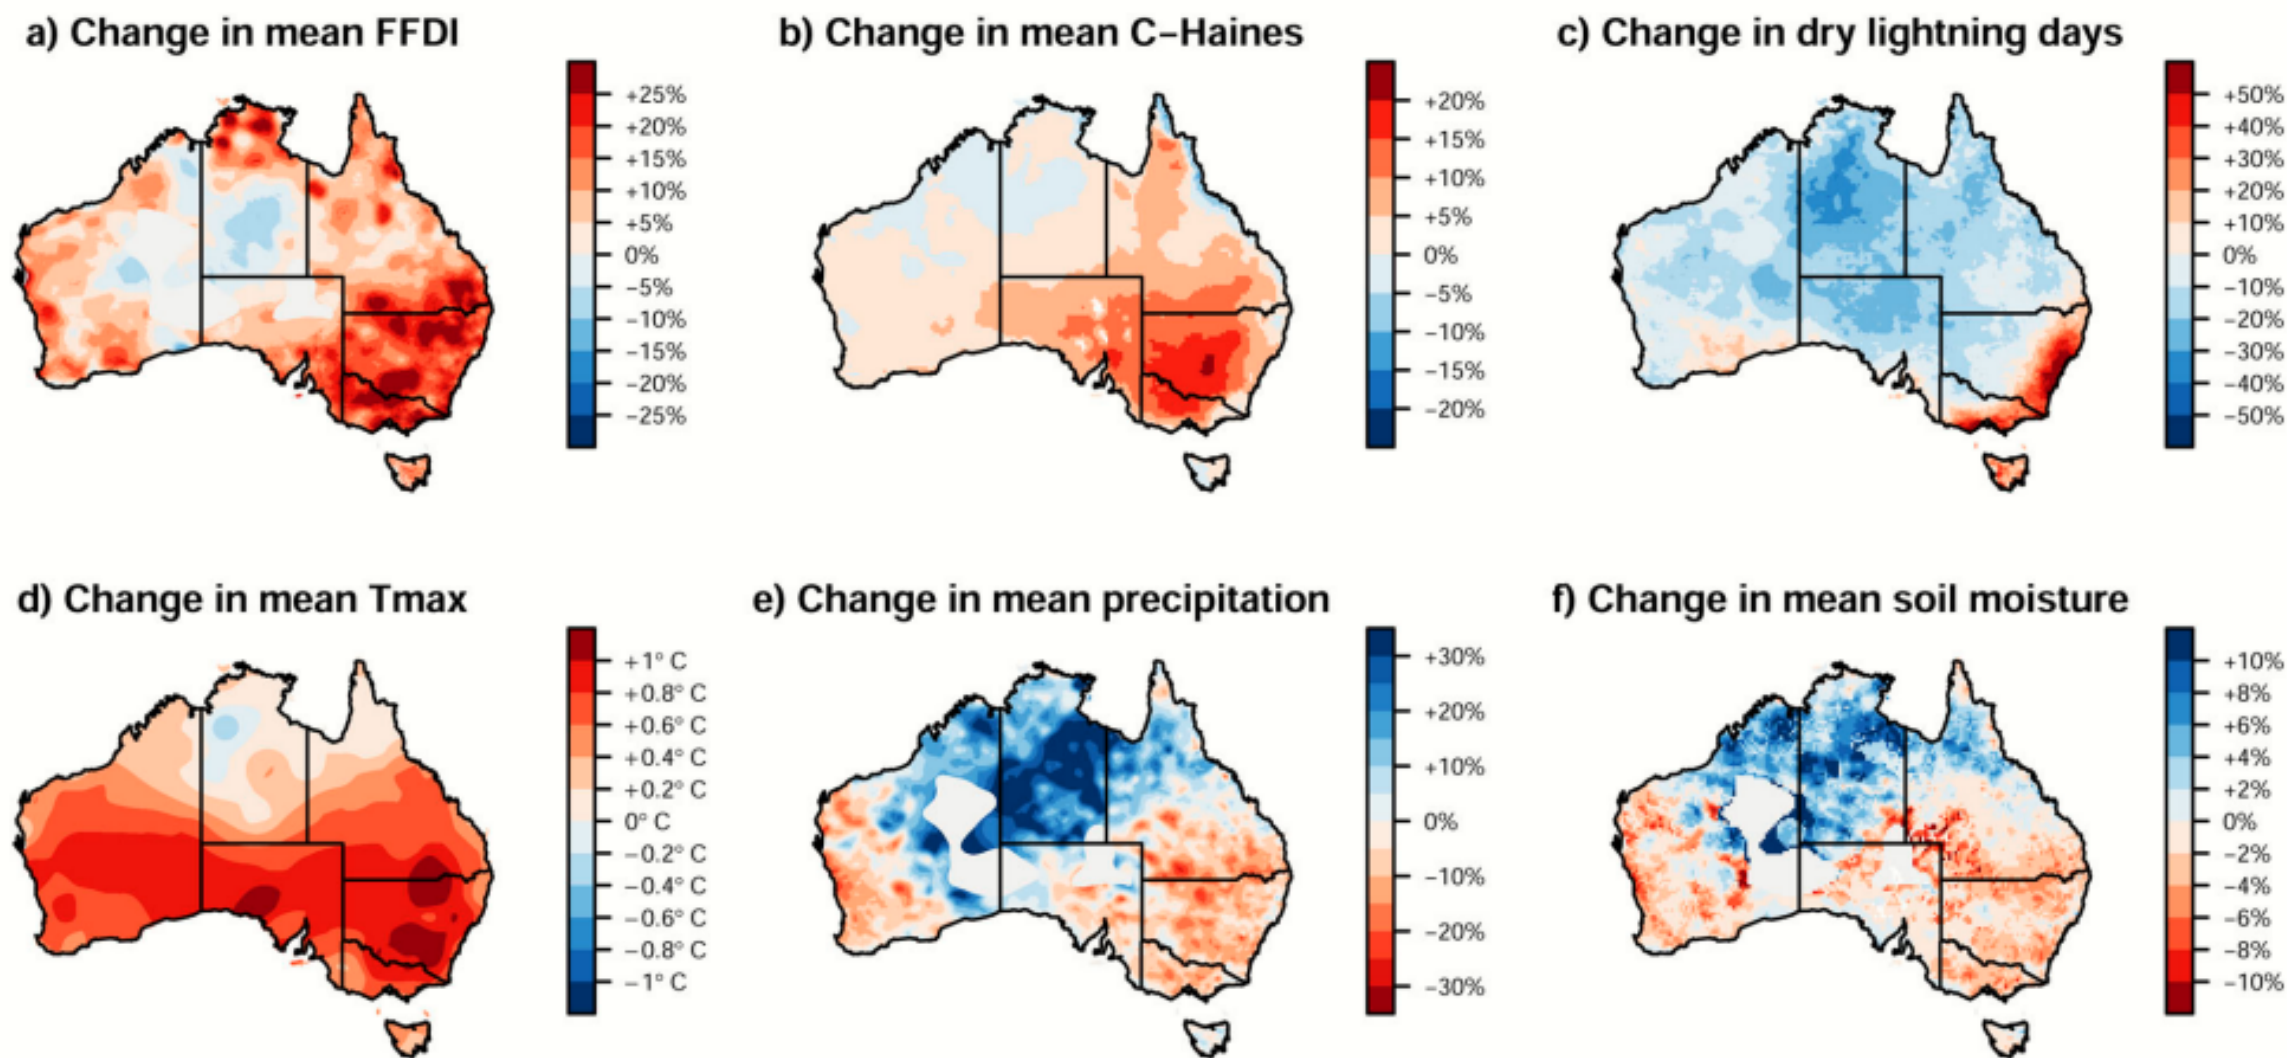 a) Change in mean FFDI
+25%
+20%
+15%
+10%
+5%
0%
−5%
−10%
−15%
−20%
−25%
b) Change in mean C−Haines
+20%
+15%
+10%
+5%
0%
−5%
−10%
−15%
−20%
c) Change in dry lightning days
+50%
+40%
+30%
+20%
+10%
0%
−10%
−20%
−30%
−40%
−50%
d) Change in mean Tmax
+1° C
+0.8° C
+0.6° C
+0.4° C
+0.2° C
0° C
−0.2° C
−0.4° C
−0.6° C
−0.8° C
−1° C
e) Change in mean precipitation
+30%
+20%
+10%
0%
−10%
−20%
−30%
f) Change in mean soil moisture
+10%
+8%
+6%
+4%
+2%
0%
−2%
−4%
−6%
−8%
−10%